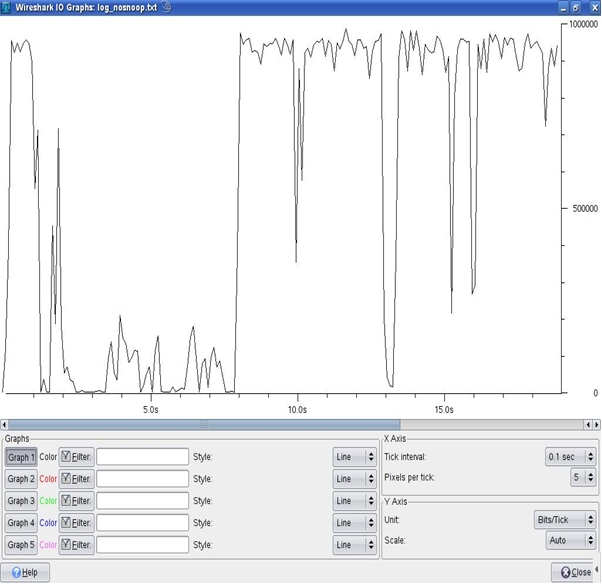 Wireshark IO Graphs: log_nosnoop.txt
1000000
500000
0
5.0s 10.0s 15.0s
Graphs
Graph 1 Color Filter: Style: Line
Graph 2 Color Filter: Style: Line
Graph 3 Color Filter: Style: Line
Graph 4 Color Filter: Style: Line
Graph 5 Color Filter: Style: Line
X Axis
Tick interval: 0.1 sec
Pixels per tick: 5
Y Axis
Unit: Bits/Tick
Scale: Auto
Help Close